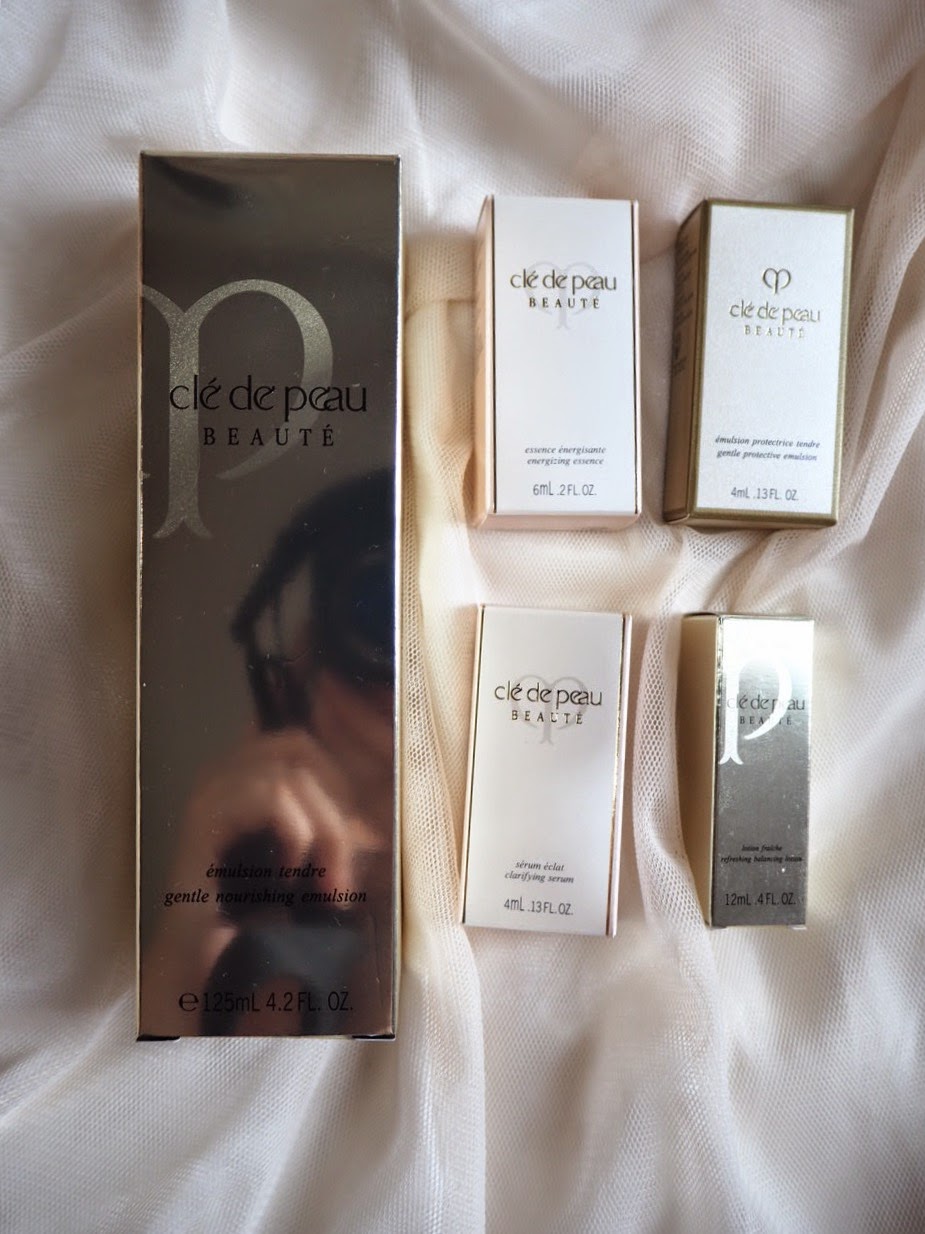 clé de peau
BEAUTÉ
émulsion tendre
gentle nourishing emulsion
e 125mL 4.2 FL. OZ.
clé de peau
BEAUTÉ
essence énergisante
energizing essence
6mL .2 FL. OZ.
clé de peau
BEAUTÉ
émulsion protectrice tendre
gentle protective emulsion
4mL .13 FL. OZ.
clé de peau
BEAUTÉ
sérum éclat
clarifying serum
4mL .13 FL. OZ.
clé de peau
BEAUTÉ
lotion fraîche
refreshing balancing lotion
12mL .4 FL. OZ.